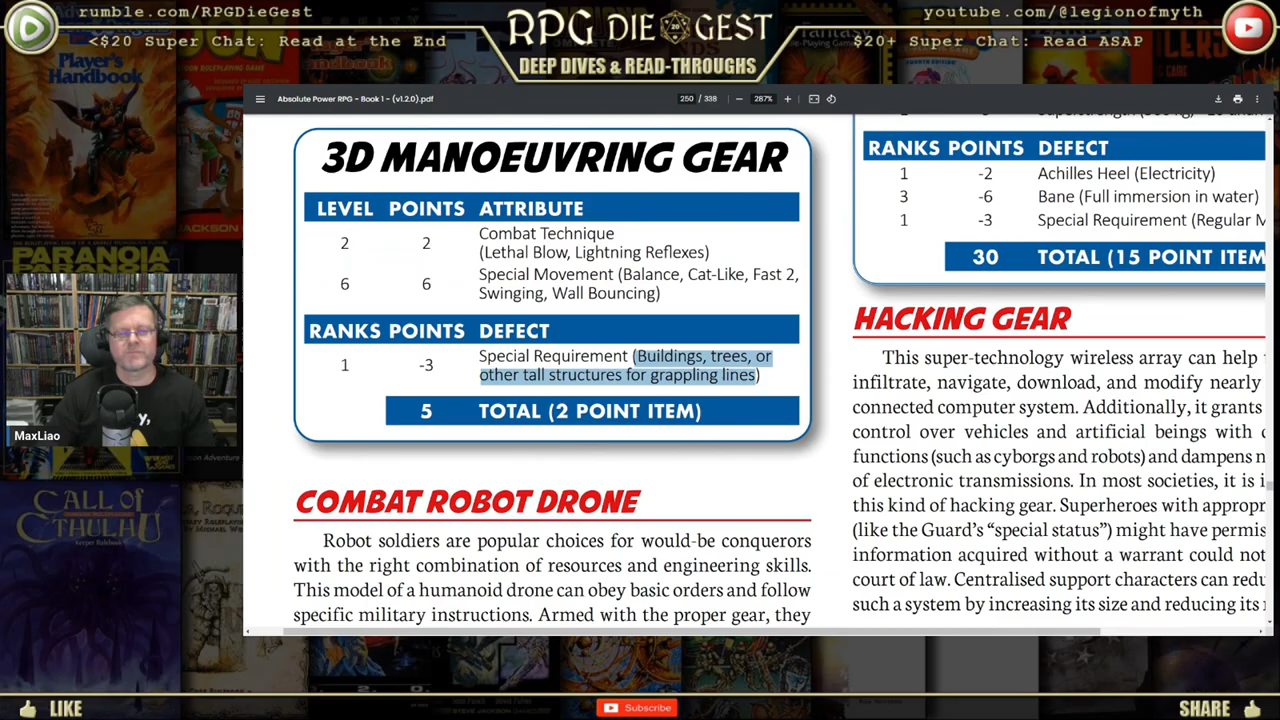 rumble.com/RPGDieGest
<$20 Super Chat: Read at the End
RPG DIE GEST
DEEP DIVES & READ-THROUGHS
youtube.com/@legionofmyth
$20+ Super Chat: Read ASAP
Player's
Handbook
PARANOIA
CALL OF
CTHULHU
Absolute Power RPG - Book 1 - (v1.2.0).pdf
250 / 338
287%
3D MANOEUVRING GEAR
LEVEL POINTS ATTRIBUTE
2 2 Combat Technique
(Lethal Blow, Lightning Reflexes)
6 6 Special Movement (Balance, Cat-Like, Fast 2,
Swinging, Wall Bouncing)
RANKS POINTS DEFECT
1 -3 Special Requirement (Buildings, trees, or
other tall structures for grappling lines)
5 TOTAL (2 POINT ITEM)
COMBAT ROBOT DRONE
Robot soldiers are popular choices for would-be conquerors
with the right combination of resources and engineering skills.
This model of a humanoid drone can obey basic orders and follow
specific military instructions. Armed with the proper gear, they
RANKS POINTS DEFECT
1 -2 Achilles Heel (Electricity)
3 -6 Bane (Full immersion in water)
1 -3 Special Requirement (Regular M
30 TOTAL (15 POINT ITEM
HACKING GEAR
This super-technology wireless array can help
infiltrate, navigate, download, and modify nearly
connected computer system. Additionally, it grants
control over vehicles and artificial beings with
functions (such as cyborgs and robots) and dampens
of electronic transmissions. In most societies, it is
this kind of hacking gear. Superheroes with appropr
(like the Guard's "special status") might have permis
information acquired without a warrant could not
court of law. Centralised support characters can redu
such a system by increasing its size and reducing its
MaxLiao
LIKE
Subscribe
SHARE